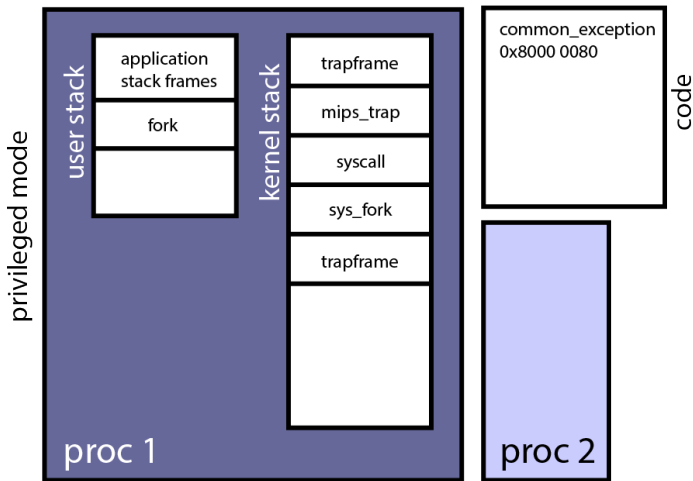 privileged mode
user stack
application
stack frames
fork
kernel stack
trapframe
mips_trap
syscall
sys_fork
trapframe
proc 1
common_exception
0x8000 0080
code
proc 2